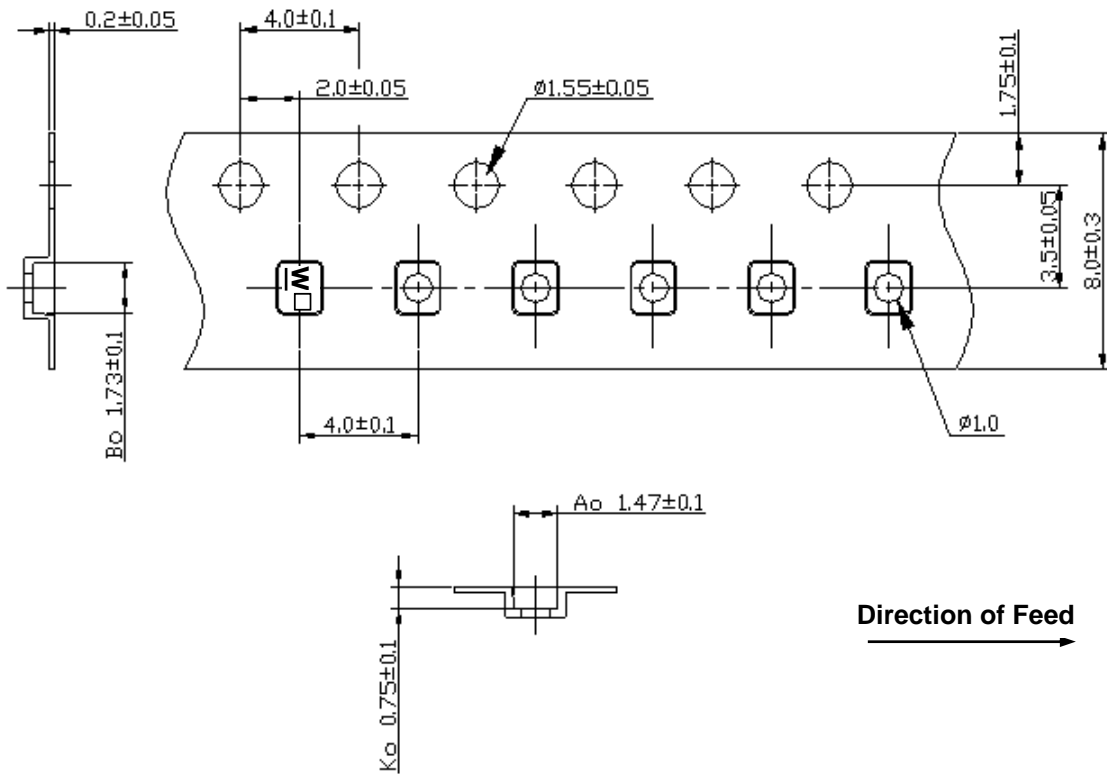 0.2±0.05
4.0±0.1
2.0±0.05
Ø1.55±0.05
1.75±0.1
3.5±0.05
8.0±0.3
W□
Bo 1.73±0.1
4.0±0.1
Ø1.0
Ao 1.47±0.1
Ko 0.75±0.1
Direction of Feed